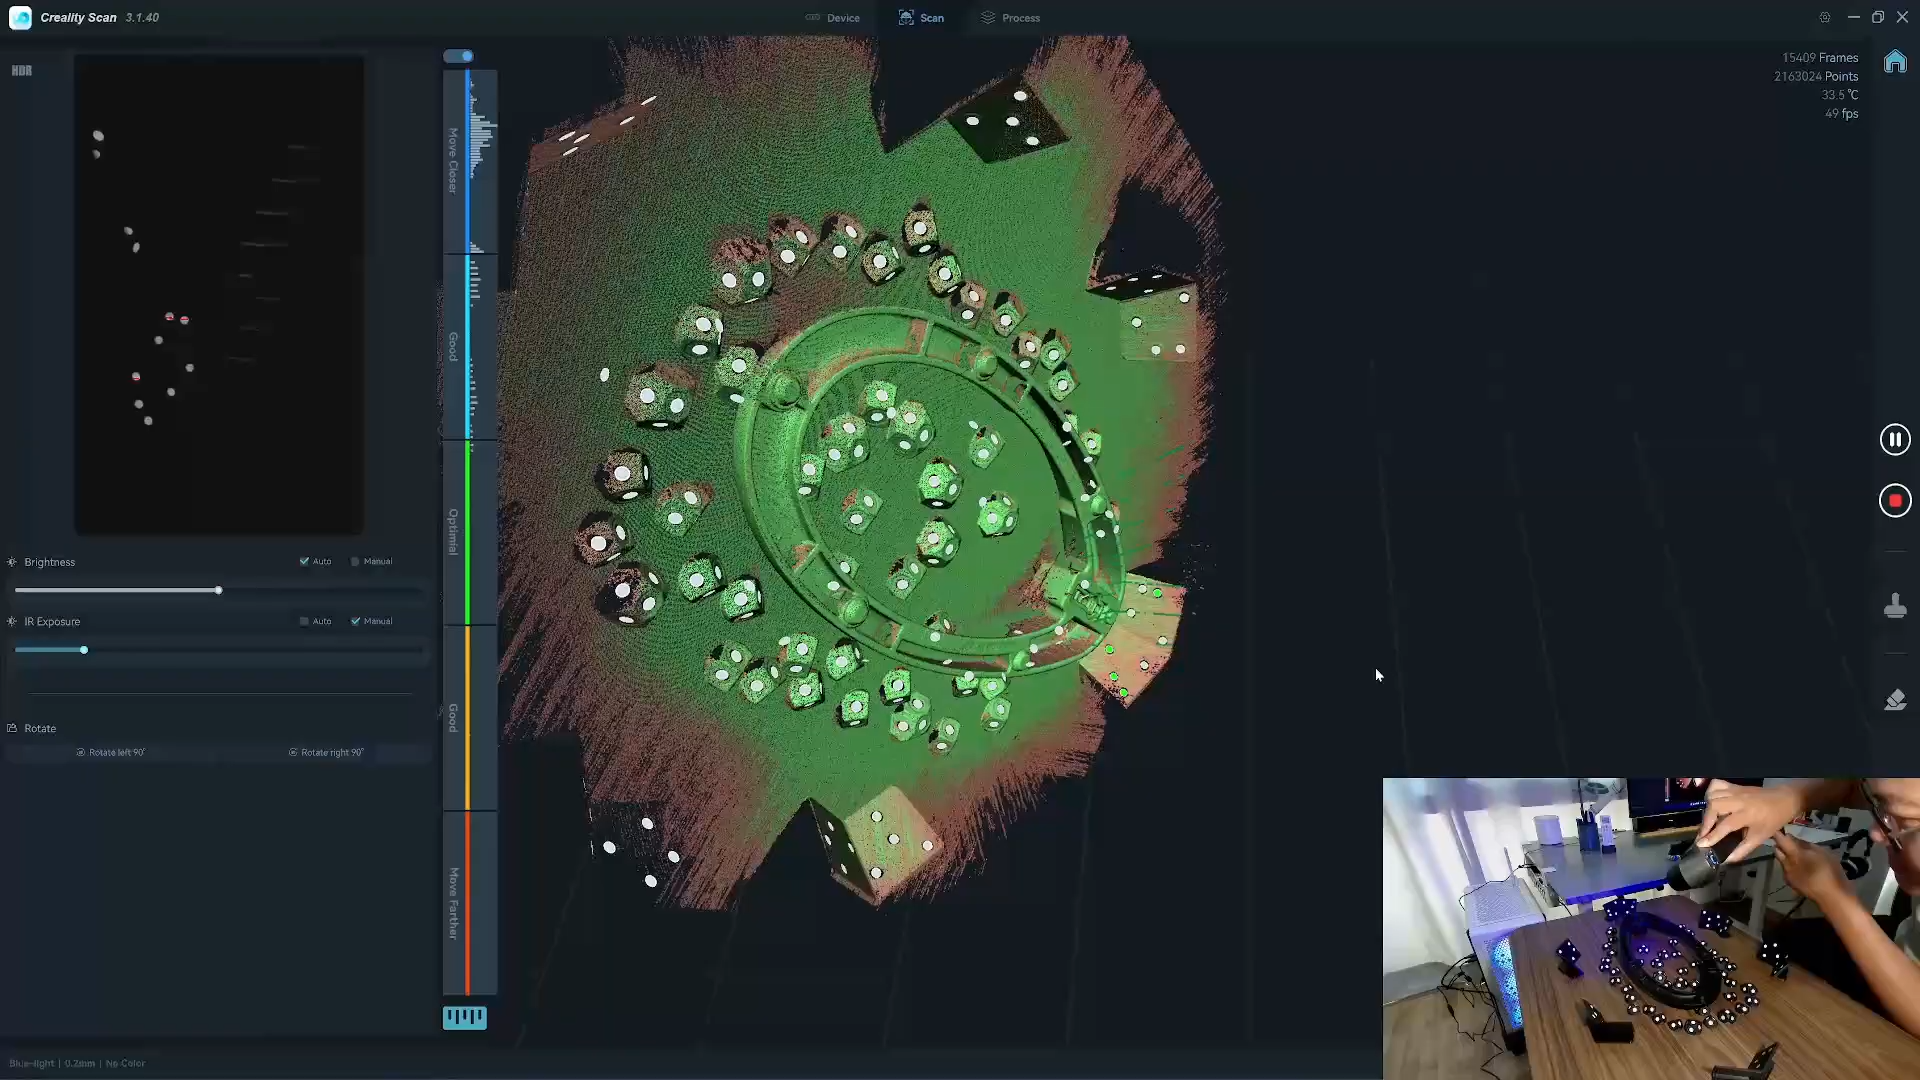 Creality Scan 3.1.40
Device
Scan
Process
15409 Frames
2163024 Points
33.5 ℃
49 fps
HDR
Move Closer
Good
Optimial
Good
Move Farther
Brightness
Auto
Manual
IR Exposure
Auto
Manual
Rotate
Rotate left 90°
Rotate right 90°
Blue-light | 0.2mm | No Color